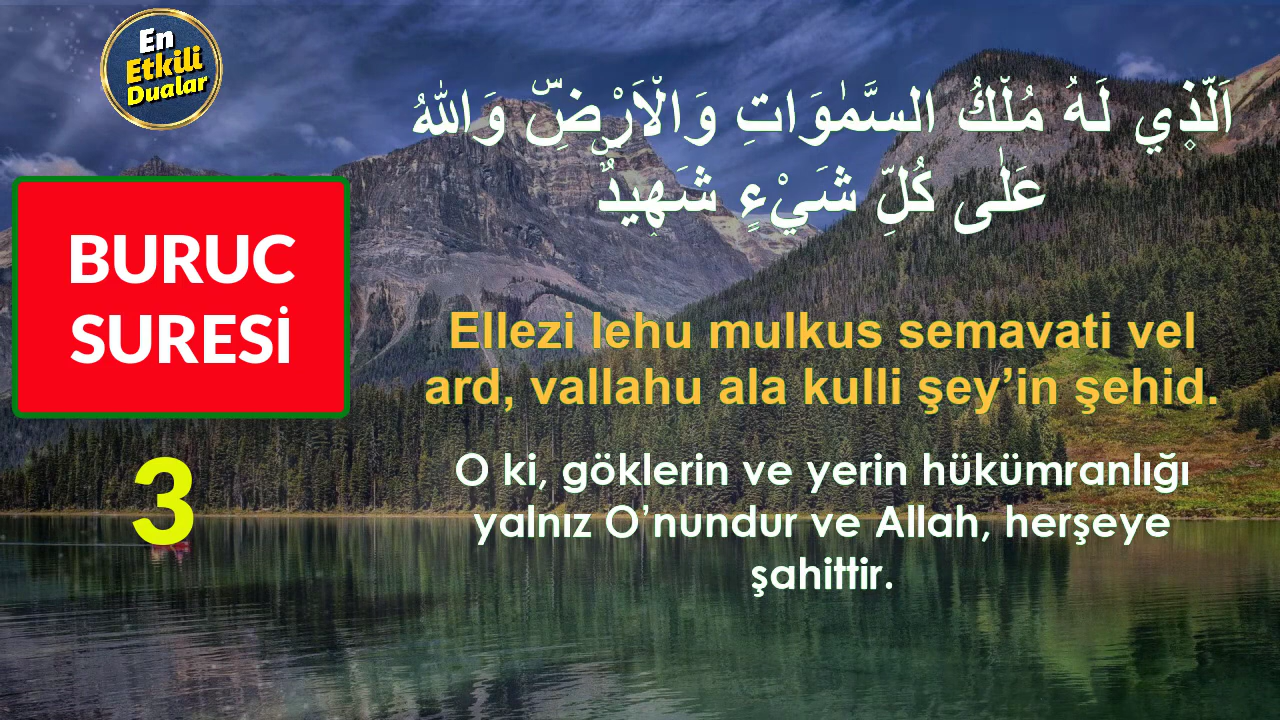 En
Etkili
Dualar
BURUC
SURESİ
3
اَلَّذ۪ي لَهُ مُلْكُ السَّمٰوَاتِ وَالْاَرْضِۜ وَاللّٰهُ
عَلٰى كُلِّ شَيْءٍ شَه۪يدٌۜ
Ellezi lehu mulkus semavati vel
ard, vallahu ala kulli şey’in şehid.
O ki, göklerin ve yerin hükümranlığı
yalnız O’nundur ve Allah, herşeye
şahittir.